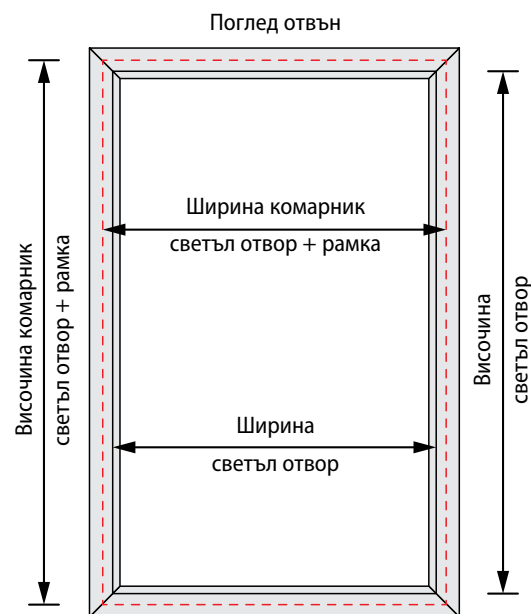 Поглед отвън
Ширина комарник
светъл отвор + рамка
Височина комарник
светъл отвор + рамка
Височина
светъл отвор
Ширина
светъл отвор